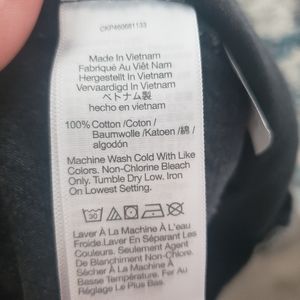 CKP460681133
Made In Vietnam
Fabriqué Au Viêt Nam
Hergestellt In Vietnam
Vervaardigd In Vietnam
ベトナム製
hecho en vietnam
100% Cotton /Coton /
Baumwolle /Katoen /綿/
algodón
Machine Wash Cold With Like
Colors. Non-Chlorine Bleach
Only. Tumble Dry Low. Iron
On Lowest Setting.
30
Laver À La Machine À L'eau
Froide.Laver En Séparant Les
Couleurs. Seulement Agent
De Blanchiment Non-Chloré
Sécher À La Machine À
Basse Température. Fer Au
Réglage Le Plus Bas.